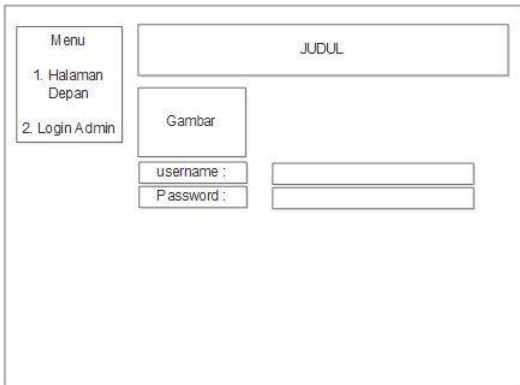 Menu
1. Halaman
Depan
2. Login Admin
JUDUL
Gambar
username :
Password :